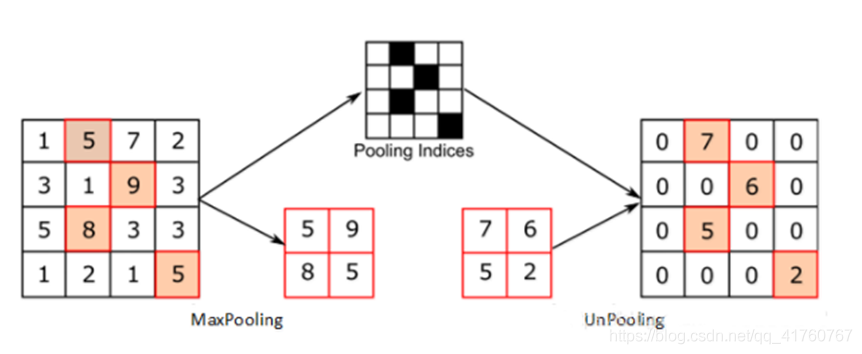 Pooling Indices
1 5 7 2
3 1 9 3
5 8 3 3
1 2 1 5
5 9
8 5
7 6
5 2
0 7 0 0
0 0 6 0
0 5 0 0
0 0 0 2
MaxPooling
UnPooling
https://blog.csdn.net/qq_41760767